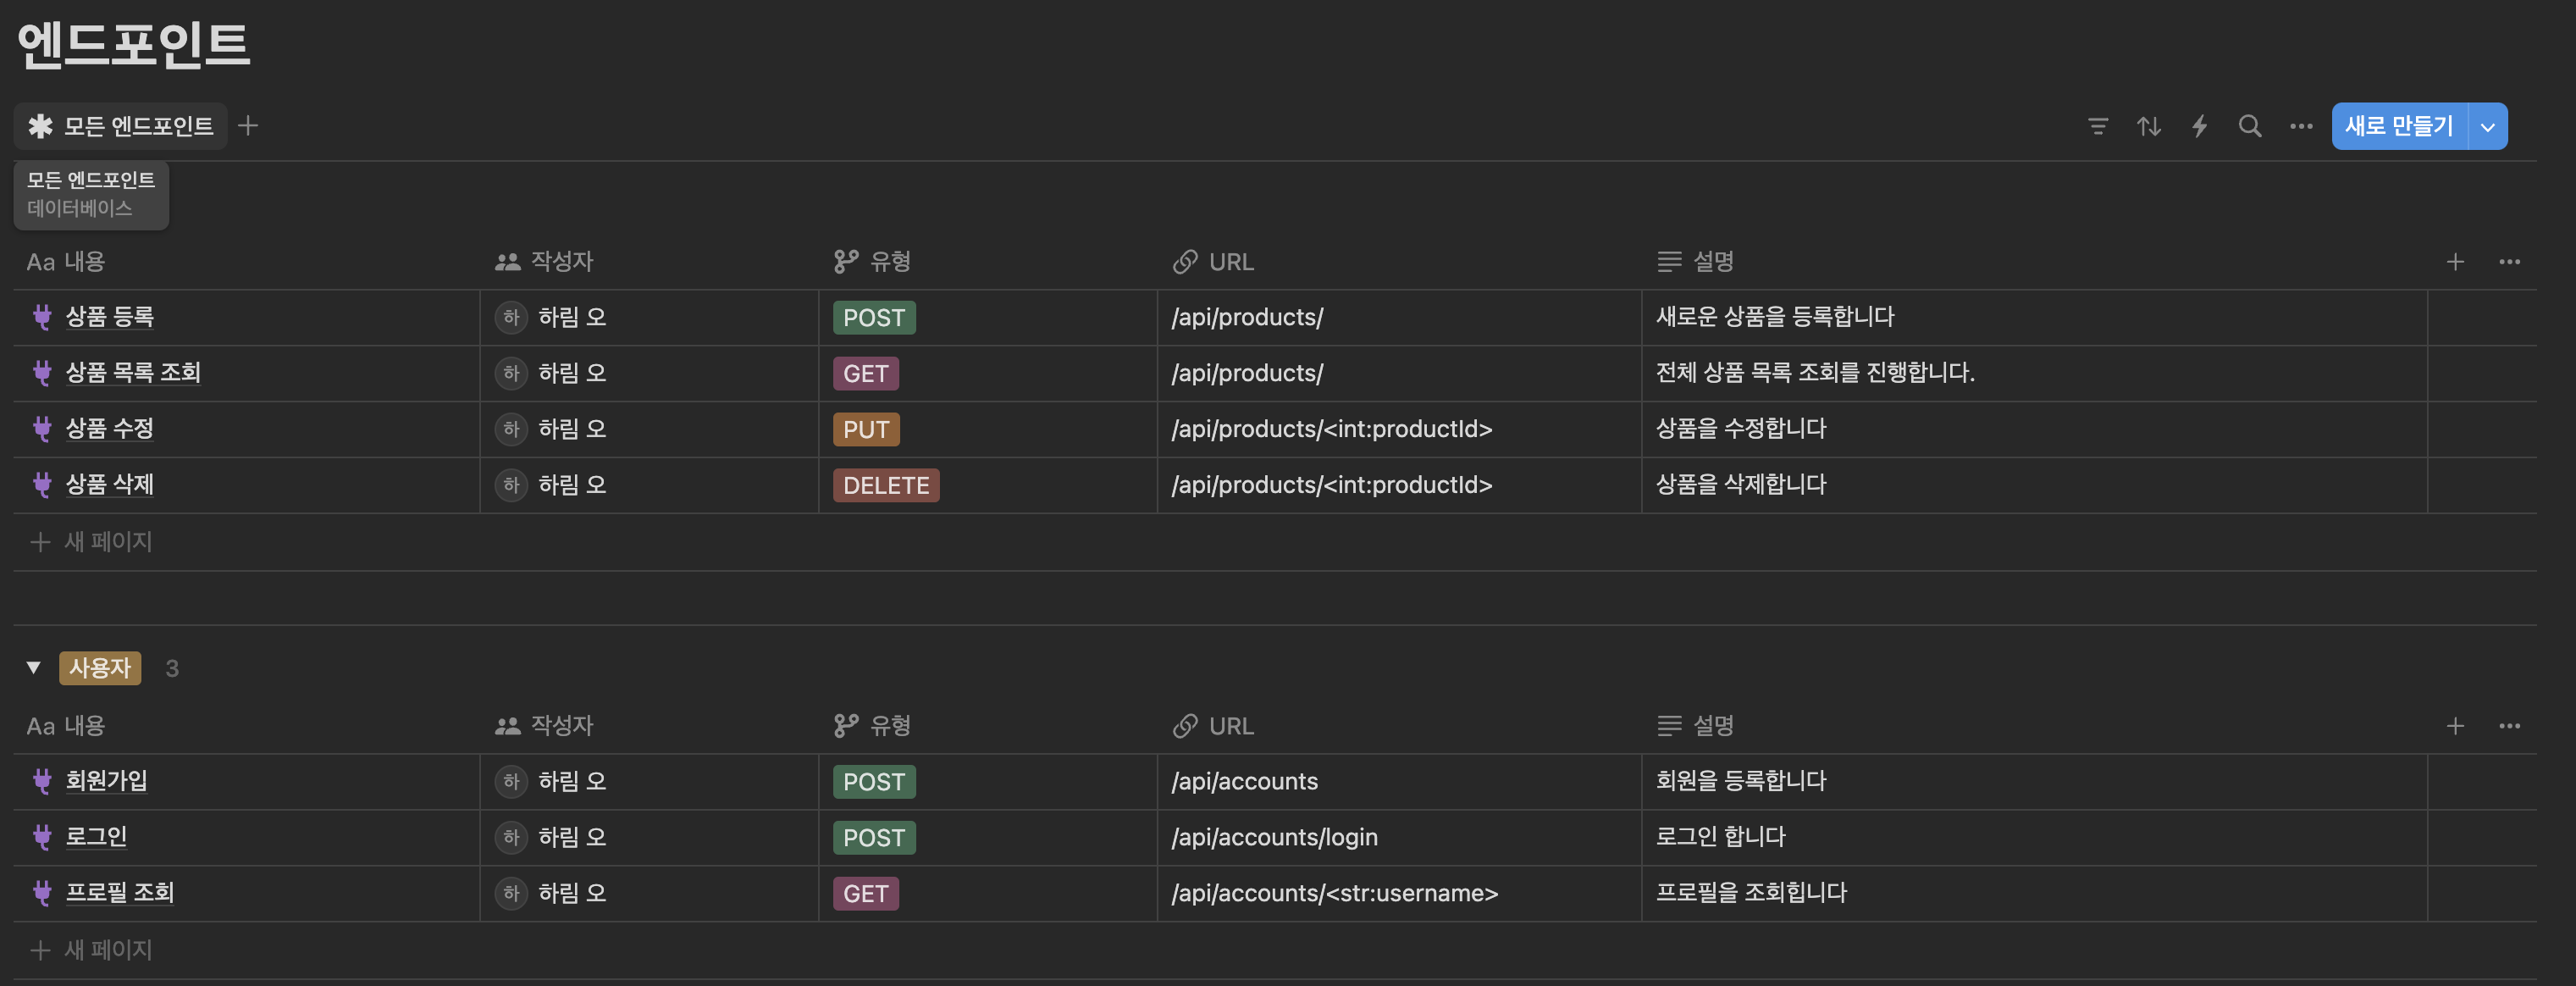 엔드포인트
모든 엔드포인트
새로 만들기
모든 엔드포인트
데이터베이스
Aa 내용 작성자 유형 URL 설명
상품 등록 하 하림 오 POST /api/products/ 새로운 상품을 등록합니다
상품 목록 조회 하 하림 오 GET /api/products/ 전체 상품 목록 조회를 진행합니다.
상품 수정 하 하림 오 PUT /api/products/<int:productId> 상품을 수정합니다
상품 삭제 하 하림 오 DELETE /api/products/<int:productId> 상품을 삭제합니다
새 페이지
사용자 3
Aa 내용 작성자 유형 URL 설명
회원가입 하 하림 오 POST /api/accounts 회원을 등록합니다
로그인 하 하림 오 POST /api/accounts/login 로그인 합니다
프로필 조회 하 하림 오 GET /api/accounts/<str:username> 프로필을 조회힙니다
새 페이지